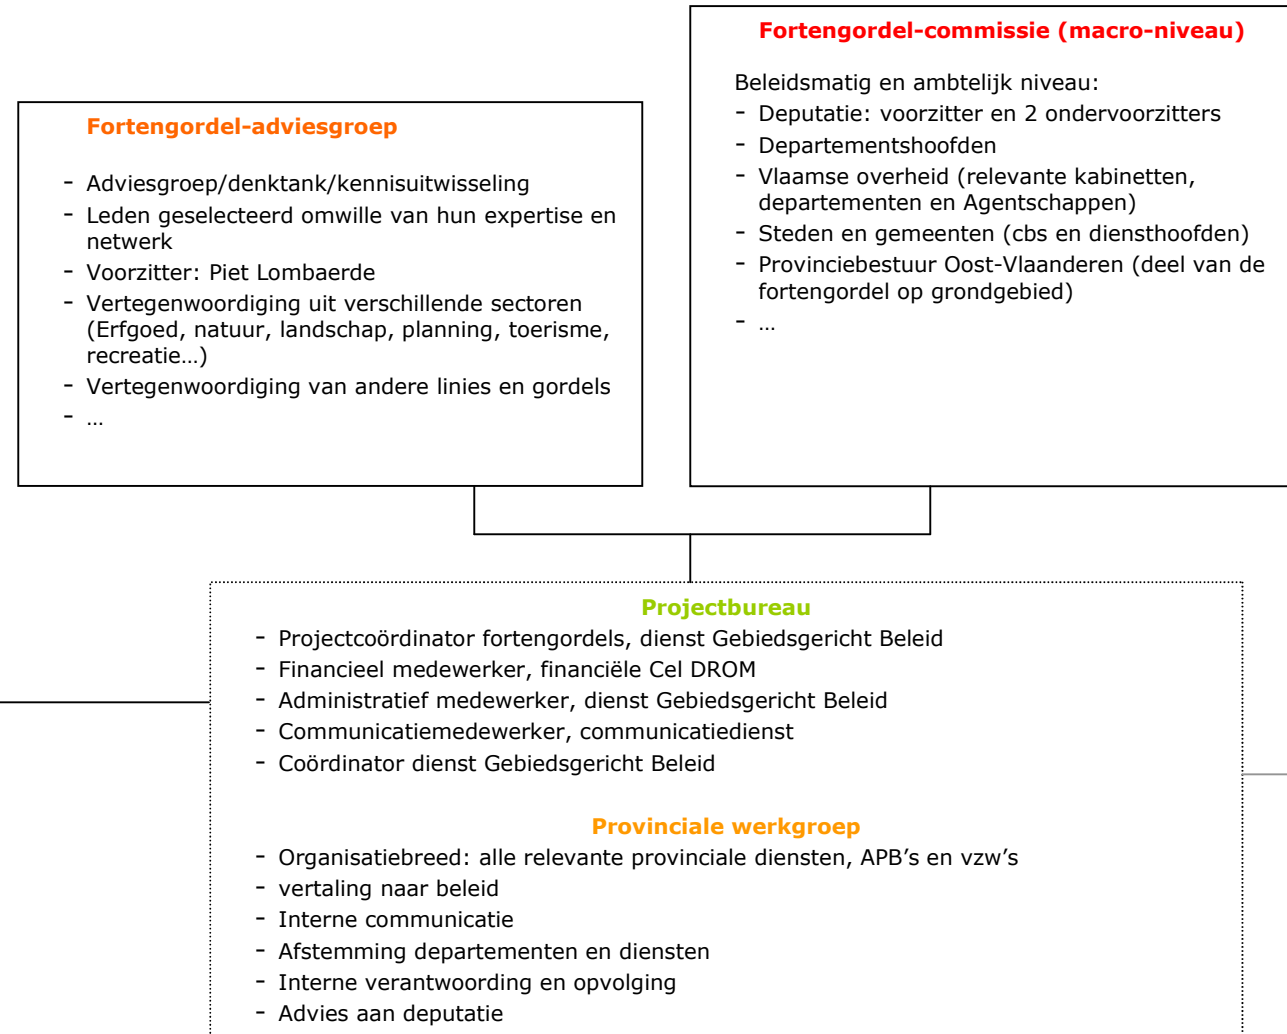 Fortengordel-adviesgroep
- Adviesgroep/denktank/kennisuitwisseling
- Leden geselecteerd omwille van hun expertise en
netwerk
- Voorzitter: Piet Lombaerde
- Vertegenwoordiging uit verschillende sectoren
(Erfgoed, natuur, landschap, planning, toerisme,
recreatie…)
- Vertegenwoordiging van andere linies en gordels
- …
Fortengordel-commissie (macro-niveau)
Beleidsmatig en ambtelijk niveau:
- Deputatie: voorzitter en 2 ondervoorzitters
- Departementshoofden
- Vlaamse overheid (relevante kabinetten,
departementen en Agentschappen)
- Steden en gemeenten (cbs en diensthoofden)
- Provinciebestuur Oost-Vlaanderen (deel van de
fortengordel op grondgebied)
- …
Projectbureau
- Projectcoördinator fortengordels, dienst Gebiedsgericht Beleid
- Financieel medewerker, financiële Cel DROM
- Administratief medewerker, dienst Gebiedsgericht Beleid
- Communicatiemedewerker, communicatiedienst
- Coördinator dienst Gebiedsgericht Beleid
Provinciale werkgroep
- Organisatiebreed: alle relevante provinciale diensten, APB’s en vzw’s
- vertaling naar beleid
- Interne communicatie
- Afstemming departementen en diensten
- Interne verantwoording en opvolging
- Advies aan deputatie